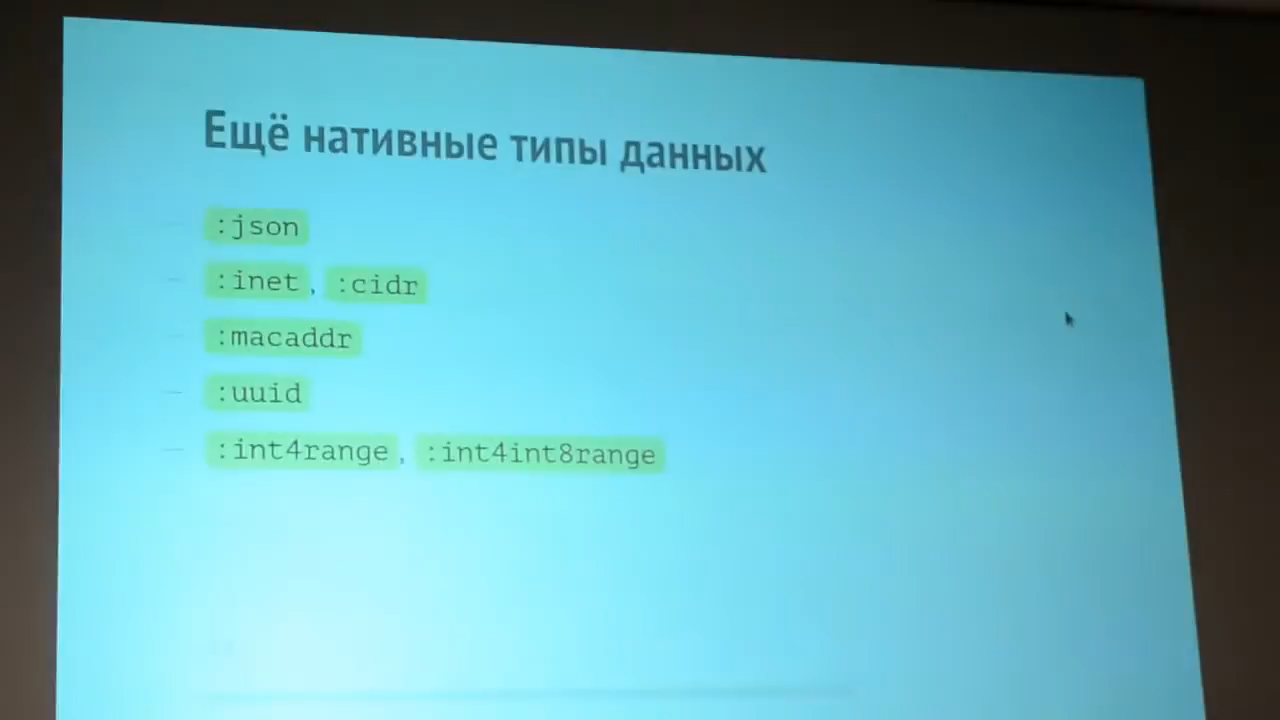 Ещё нативные типы данных
— :json
— :inet, :cidr
— :macaddr
— :uuid
— :int4range, :int4int8range